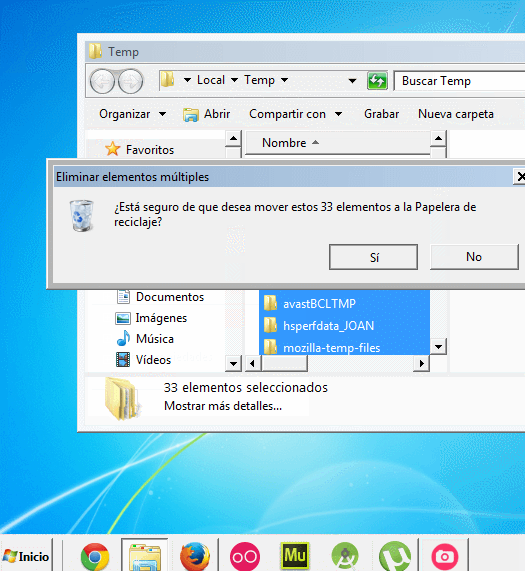 Temp
Local Temp
Buscar Temp
Organizar Abrir Compartir con Grabar Nueva carpeta
Favoritos
Nombre
Eliminar elementos múltiples
¿Está seguro de que desea mover estos 33 elementos a la Papelera de
reciclaje?
Sí No
Documentos
Imágenes
Música
Vídeos
avastBCLTMP
hsperfdata_JOAN
mozilla-temp-files
33 elementos seleccionados
Mostrar más detalles...
Inicio
Mu